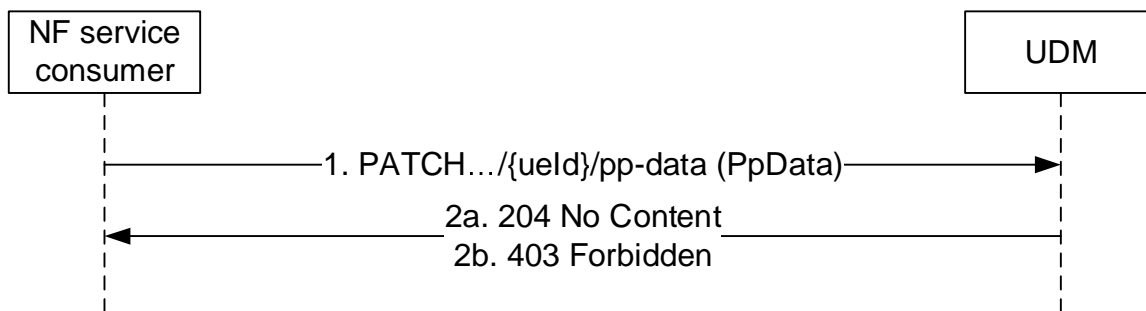 NF service
consumer
UDM
1. PATCH…/{ueId}/pp-data (PpData)
2a. 204 No Content
2b. 403 Forbidden